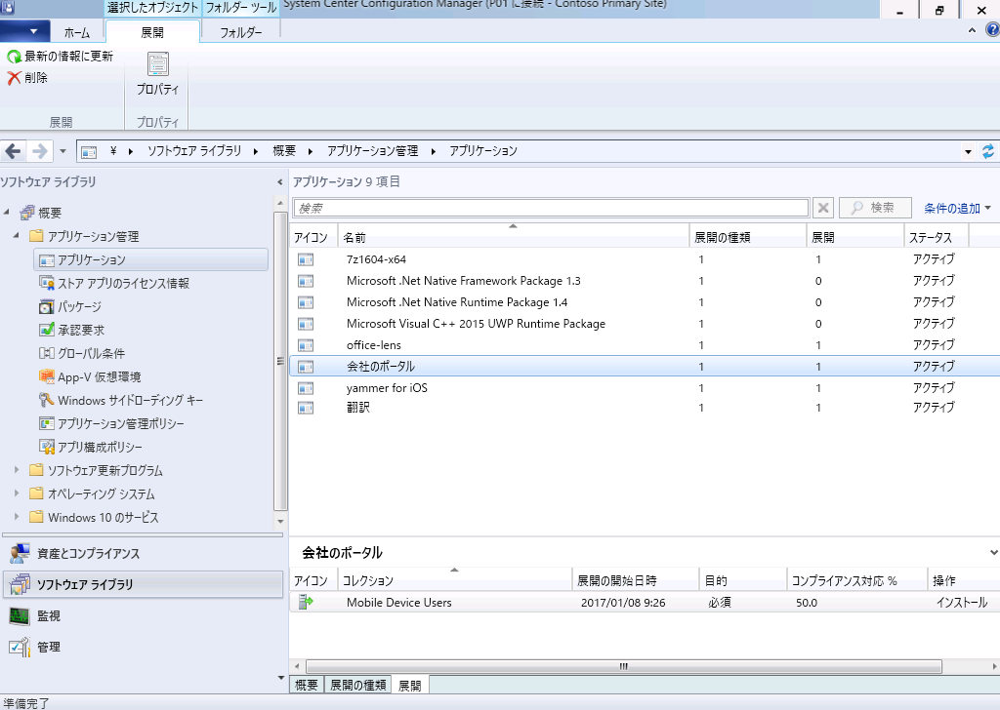 選択したオブジェクト フォルダー ツール System Center Configuration Manager (P01 に接続 - Contoso Primary Site)
ホーム 展開 フォルダー
最新の情報に更新
削除
プロパティ
展開 プロパティ
¥ ソフトウェア ライブラリ 概要 アプリケーション管理 アプリケーション
ソフトウェア ライブラリ
概要
アプリケーション管理
アプリケーション
ストア アプリのライセンス情報
パッケージ
承認要求
グローバル条件
App-V 仮想環境
Windows サイドローディング キー
アプリケーション管理ポリシー
アプリ構成ポリシー
ソフトウェア更新プログラム
オペレーティング システム
Windows 10 のサービス
資産とコンプライアンス
ソフトウェア ライブラリ
監視
管理
アプリケーション 9 項目
検索 検索 条件の追加
アイコン 名前 展開の種類 展開 ステータス
7z1604-x64 1 1 アクティブ
Microsoft .Net Native Framework Package 1.3 1 0 アクティブ
Microsoft .Net Native Runtime Package 1.4 1 0 アクティブ
Microsoft Visual C++ 2015 UWP Runtime Package 1 0 アクティブ
office-lens 1 1 アクティブ
会社のポータル 1 1 アクティブ
yammer for iOS 1 1 アクティブ
翻訳 1 1 アクティブ
会社のポータル
アイコン コレクション 展開の開始日時 目的 コンプライアンス対応 % 操作
Mobile Device Users 2017/01/08 9:26 必須 50.0 インストール
概要 展開の種類 展開
準備完了